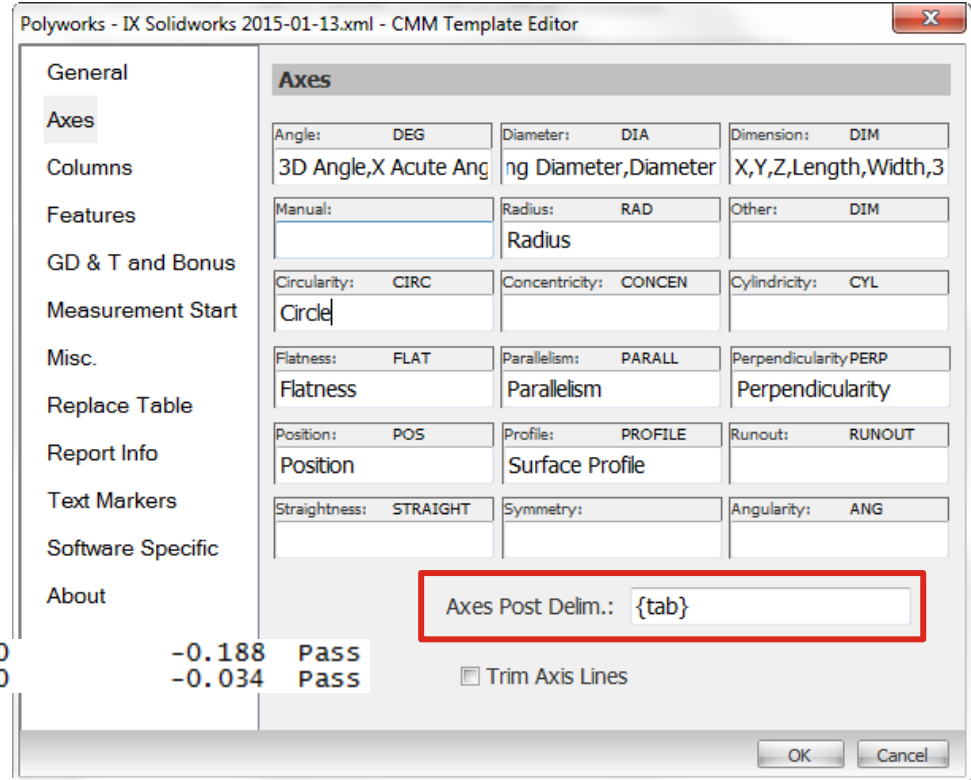 Polyworks - IX Solidworks 2015-01-13.xml - CMM Template Editor
General
Axes
Columns
Features
GD & T and Bonus
Measurement Start
Misc.
Replace Table
Report Info
Text Markers
Software Specific
About
Axes
Angle: DEG Diameter: DIA Dimension: DIM
3D Angle,X Acute Ang ng Diameter,Diameter X,Y,Z,Length,Width,3
Manual: Radius: RAD Other: DIM
Radius
Circularity: CIRC Concentricity: CONCEN Cylindricity: CYL
Circle
Flatness: FLAT Parallelism: PARALL Perpendicularity PERP
Flatness Parallelism Perpendicularity
Position: POS Profile: PROFILE Runout: RUNOUT
Position Surface Profile
Straightness: STRAIGHT Symmetry: Angularity: ANG
Axes Post Delim.: {tab}
0 -0.188 Pass
0 -0.034 Pass
Trim Axis Lines
OK Cancel